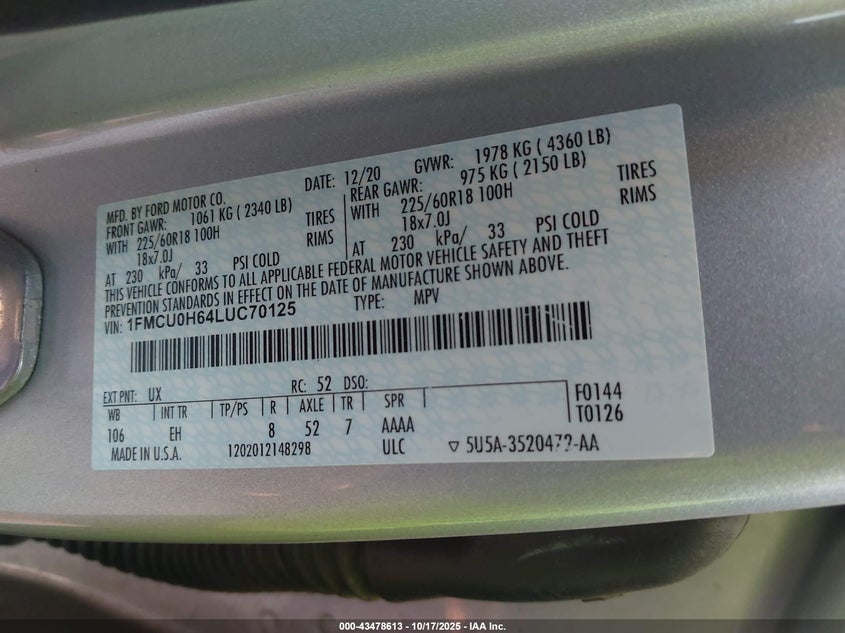 MFD. BY FORD MOTOR CO.
DATE: 12/20 GVWR: 1978 KG ( 4360 LB)
FRONT GAWR: 1061 KG ( 2340 LB)
WITH 225/60R18 100H TIRES
18x7.0J RIMS
AT 230 kPa/ 33 PSI COLD
REAR GAWR: 975 KG ( 2150 LB)
WITH 225/60R18 100H TIRES
18x7.0J RIMS
AT 230 kPa/ 33 PSI COLD
THIS VEHICLE CONFORMS TO ALL APPLICABLE FEDERAL MOTOR VEHICLE SAFETY AND THEFT
PREVENTION STANDARDS IN EFFECT ON THE DATE OF MANUFACTURE SHOWN ABOVE.
VIN: 1FMCU0H64LUC70125 TYPE: MPV
EXT PNT: UX RC: 52 DSO:
WB INT TR TP/PS R AXLE TR SPR F0144
106 EH 8 52 7 AAAA T0126
MADE IN U.S.A. 1202012148298 ULC ▽ 5U5A-3520472-AA
000-43478613 - 10/17/2025 - IAA Inc.